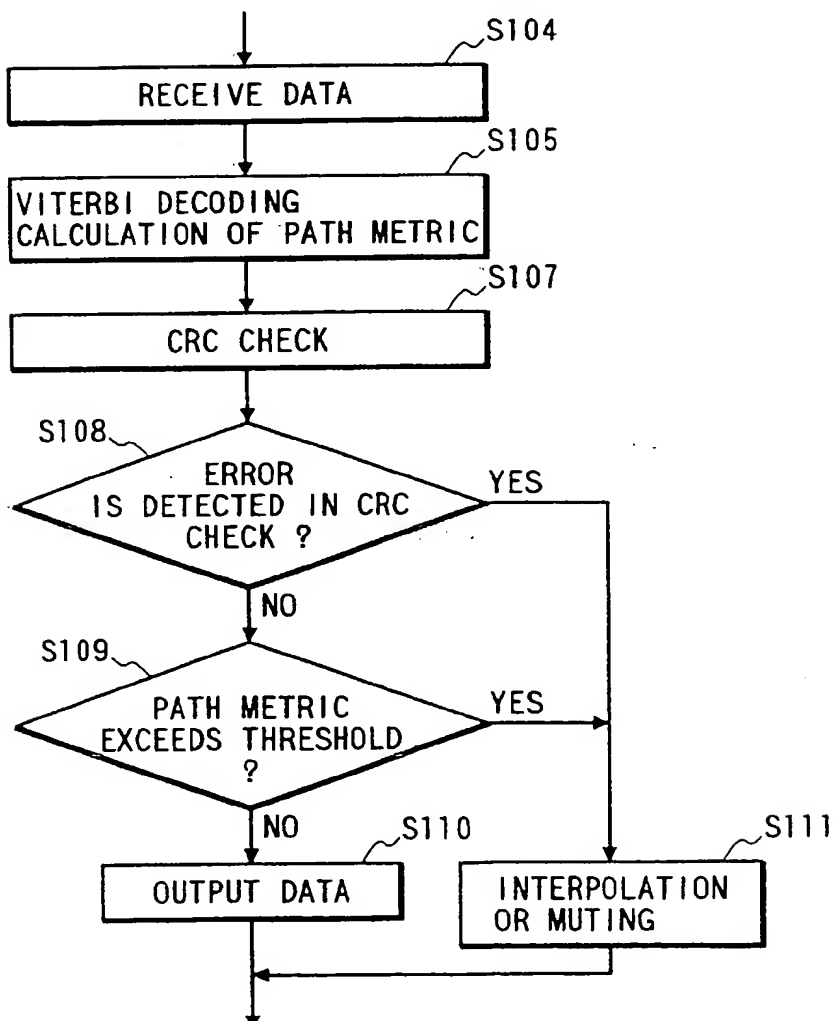 S104
RECEIVE DATA
S105
VITERBI DECODING
CALCULATION OF PATH METRIC
S107
CRC CHECK
S108
ERROR
IS DETECTED IN CRC
CHECK ?
YES
NO
S109
PATH METRIC
EXCEEDS THRESHOLD
?
YES
NO
S110
OUTPUT DATA
S111
INTERPOLATION
OR MUTING